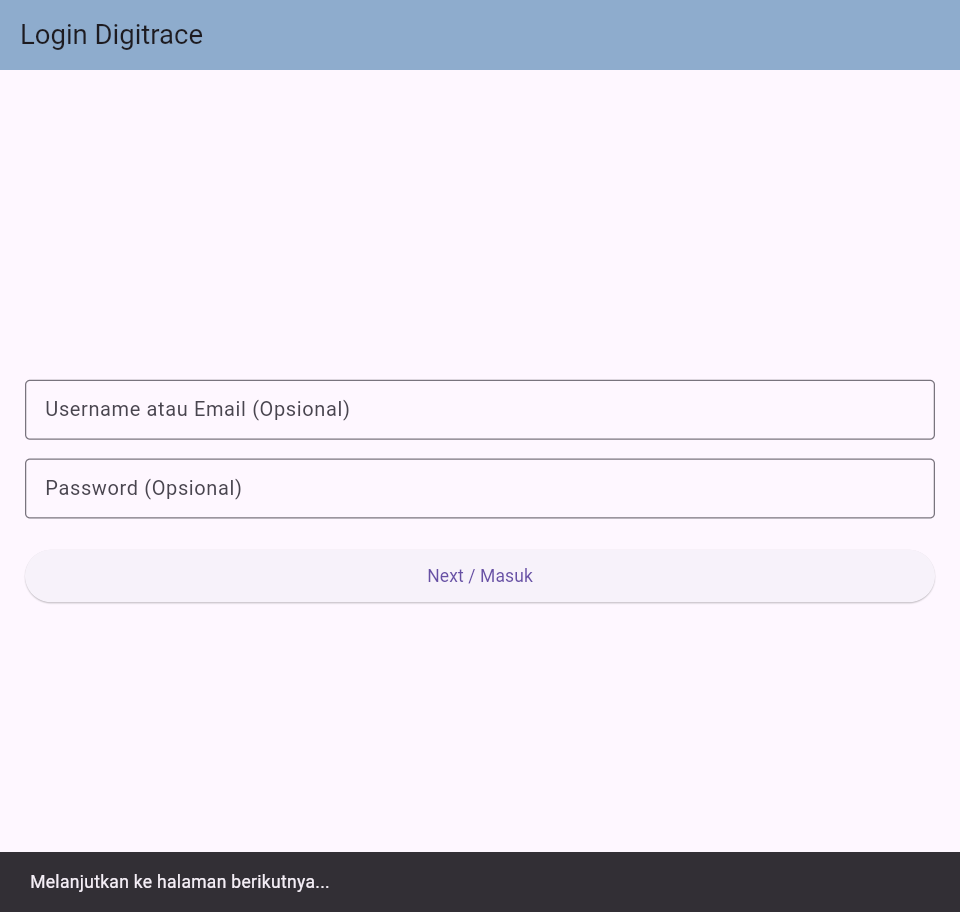 Login Digitrace
Username atau Email (Opsional)
Password (Opsional)
Next / Masuk
Melanjutkan ke halaman berikutnya...